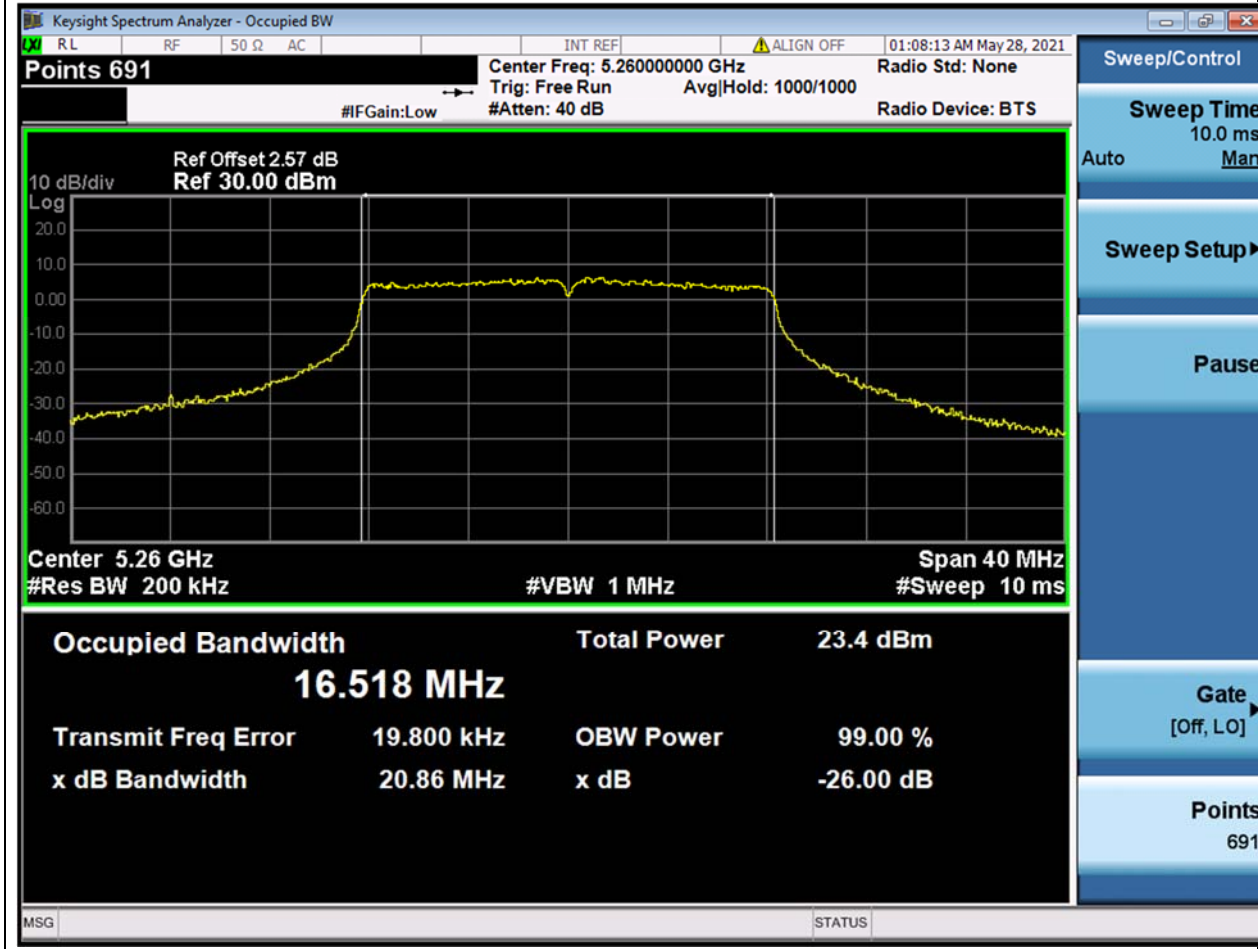 Keysight Spectrum Analyzer - Occupied BW
LXI RL RF 50 Ω AC INT REF ALIGN OFF 01:08:13 AM May 28, 2021
Points 691
Center Freq: 5.260000000 GHz Radio Std: None
Trig: Free Run Avg|Hold: 1000/1000
#IFGain:Low #Atten: 40 dB Radio Device: BTS
Ref Offset 2.57 dB
10 dB/div Ref 30.00 dBm
Log
20.0
10.0
0.00
-10.0
-20.0
-30.0
-40.0
-50.0
-60.0
Center 5.26 GHz Span 40 MHz
#Res BW 200 kHz #VBW 1 MHz #Sweep 10 ms
Occupied Bandwidth Total Power 23.4 dBm
16.518 MHz
Transmit Freq Error 19.800 kHz OBW Power 99.00 %
x dB Bandwidth 20.86 MHz x dB -26.00 dB
MSG STATUS
Sweep/Control
Sweep Time
10.0 ms
Auto Man
Sweep Setup
Pause
Gate
[Off, LO]
Points
691